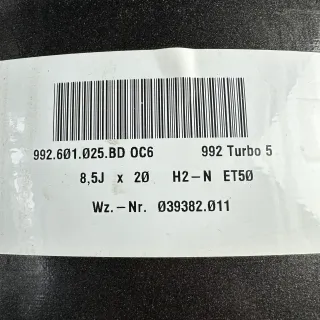 992.601.025.BD OC6 992 Turbo 5
8,5J x 20 H2-N ET50
Wz.-Nr. 039382.011